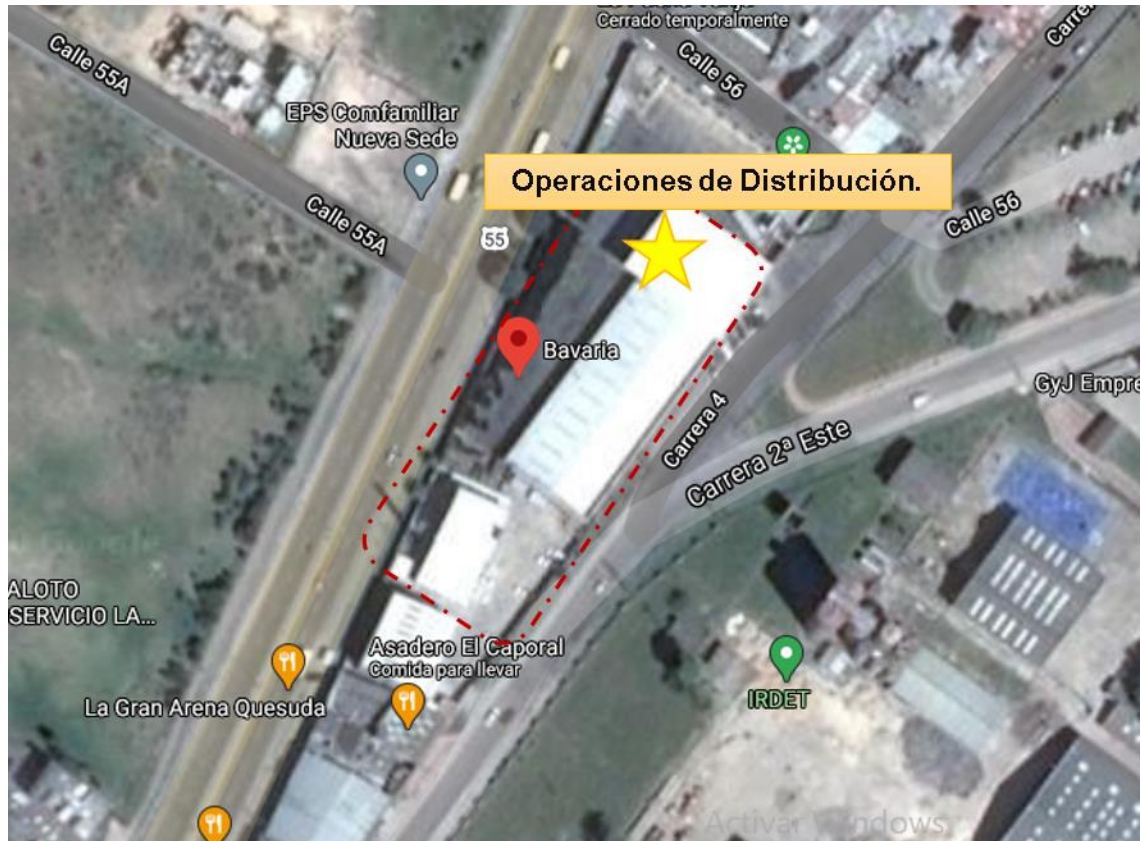 Cerrado temporalmente
Calle 55A
Calle 56
EPS Comfamiliar
Nueva Sede
Operaciones de Distribución.
Calle 55A
55
Calle 56
Bavaria
GyJ Empre
Carrera 4
Carrera 2ª Este
ALOTO
SERVICIO LA...
Asadero El Caporal
Comida para llevar
La Gran Arena Quesuda
IRDET
Activar Windows